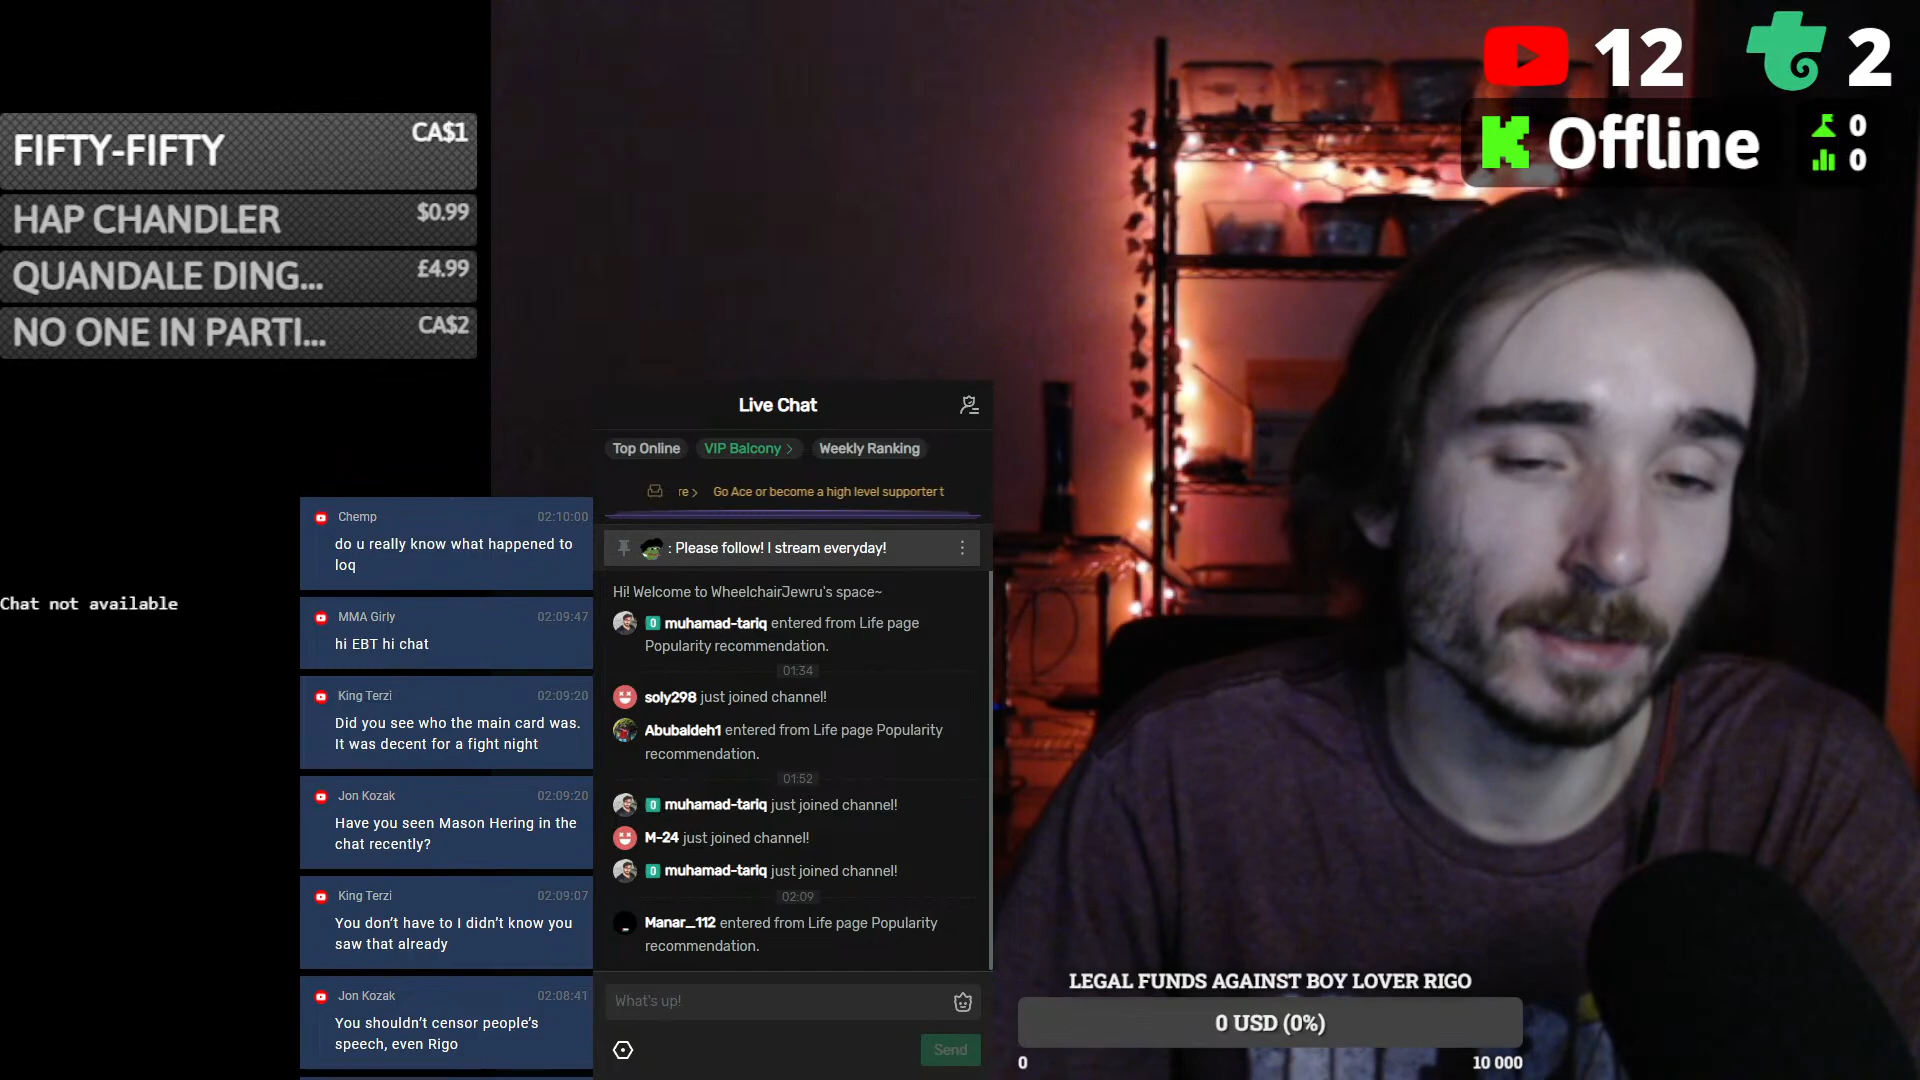 12
2
Offline
0
0
FIFTY-FIFTY CA$1
HAP CHANDLER $0.99
QUANDALE DING... £4.99
NO ONE IN PARTI... CA$2
Chat not available
Chemp 02:10:00
do u really know what happened to
loq
MMA Girly 02:09:47
hi EBT hi chat
King Terzi 02:09:20
Did you see who the main card was.
It was decent for a fight night
Jon Kozak 02:09:20
Have you seen Mason Hering in the
chat recently?
King Terzi 02:09:07
You don't have to I didn't know you
saw that already
Jon Kozak 02:08:41
You shouldn't censor people's
speech, even Rigo
Live Chat
Top Online VIP Balcony > Weekly Ranking
re > Go Ace or become a high level supporter t
: Please follow! I stream everyday!
Hi! Welcome to WheelchairJewru's space~
0 muhamad-tariq entered from Life page
Popularity recommendation.
01:34
soly298 just joined channel!
Abubaldeh1 entered from Life page Popularity
recommendation.
01:52
0 muhamad-tariq just joined channel!
M-24 just joined channel!
0 muhamad-tariq just joined channel!
02:09
Manar_112 entered from Life page Popularity
recommendation.
What's up!
Send
LEGAL FUNDS AGAINST BOY LOVER RIGO
0 USD (0%)
0 10 000